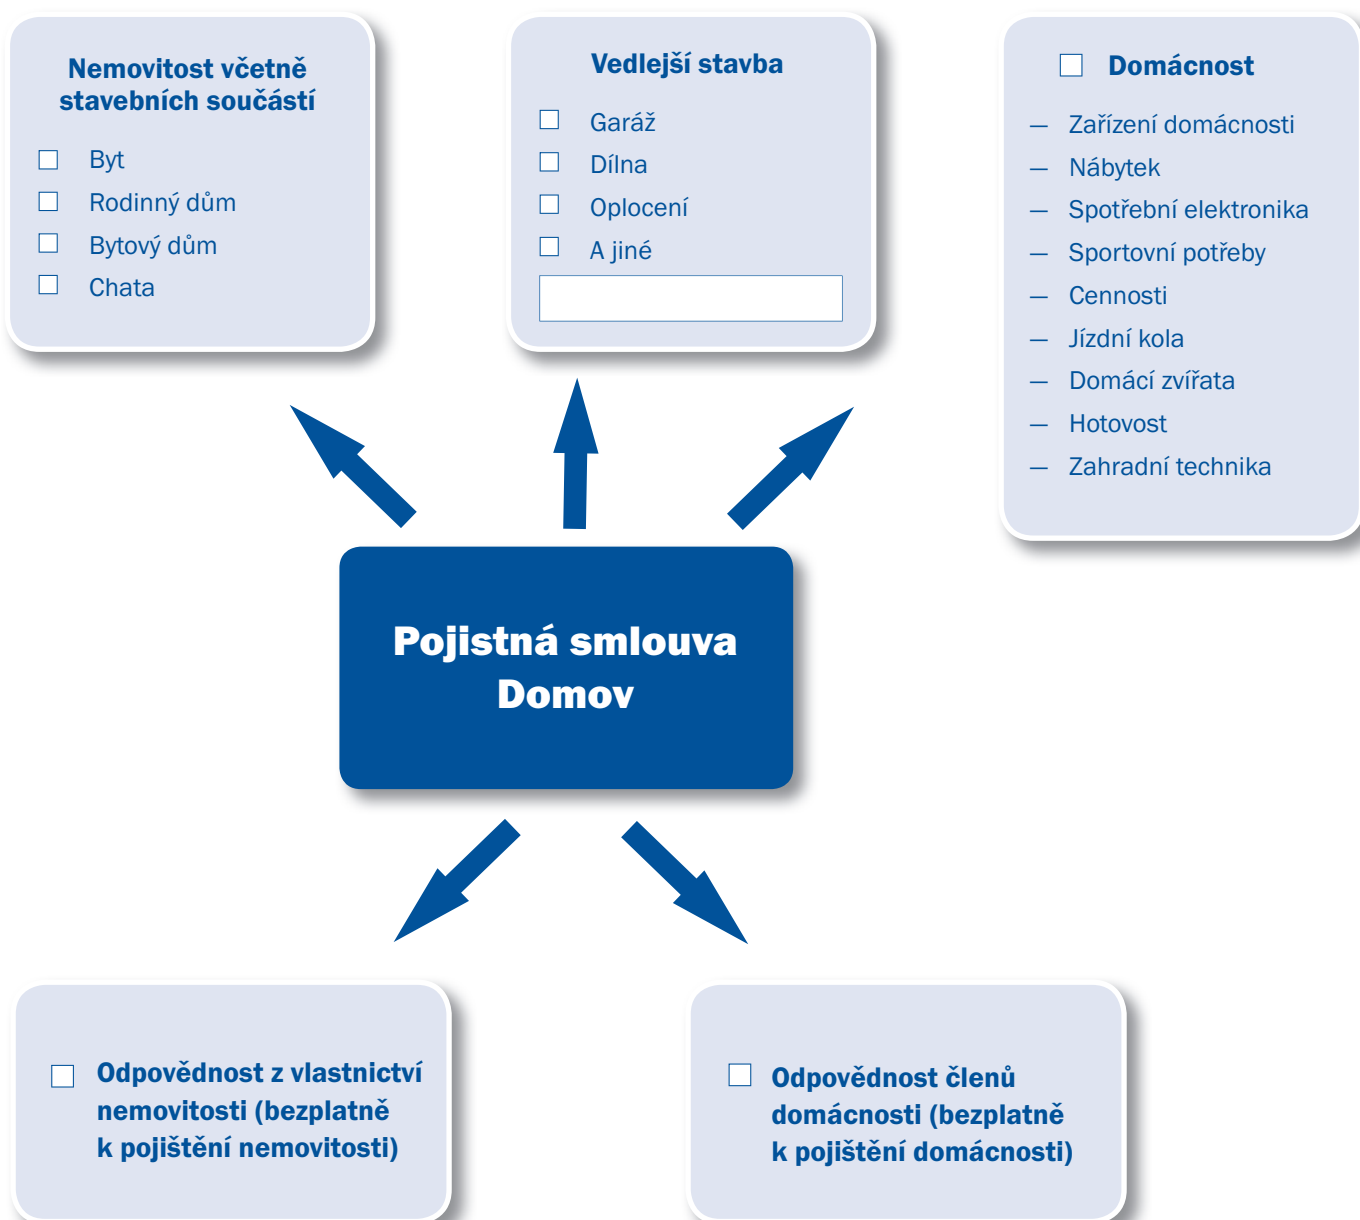 Nemovitost včetně
stavebních součástí
Byt
Rodinný dům
Bytový dům
Chata
Vedlejší stavba
Garáž
Dílna
Oplocení
A jiné
Domácnost
— Zařízení domácnosti
— Nábytek
— Spotřební elektronika
— Sportovní potřeby
— Cennosti
— Jízdní kola
— Domácí zvířata
— Hotovost
— Zahradní technika
Pojistná smlouva
Domov
Odpovědnost z vlastnictví
nemovitosti (bezplatně
k pojištění nemovitosti)
Odpovědnost členů
domácnosti (bezplatně
k pojištění domácnosti)